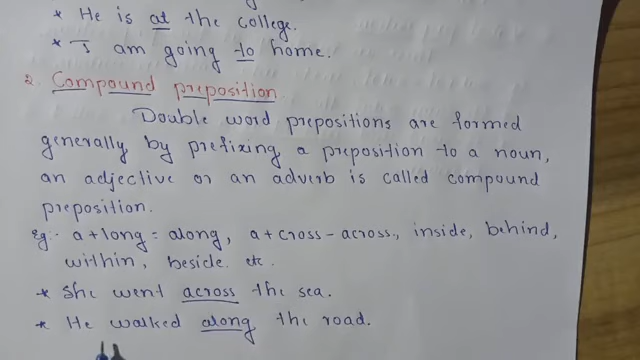 * He is at the college.
* I am going to home.
2. Compound preposition.
Double word prepositions are formed
generally by prefixing a preposition to a noun,
an adjective or an adverb is called compound
preposition.
Eg:- a+long = along, a+cross - across, inside, behind,
within, beside. etc
* She went across the sea.
* He walked along the road.